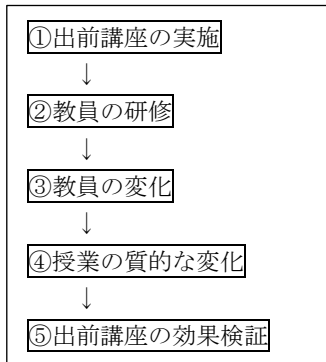 ①出前講座の実施
↓
②教員の研修
↓
③教員の変化
↓
④授業の質的な変化
↓
⑤出前講座の効果検証